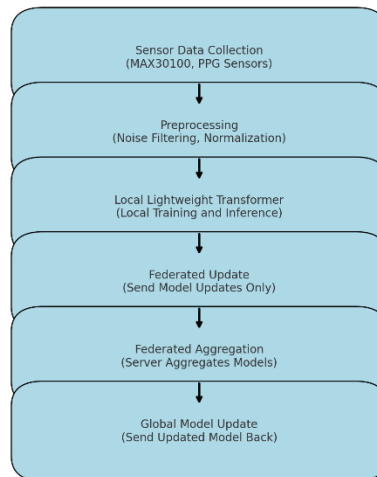 Sensor Data Collection
(MAX30100, PPG Sensors)
Preprocessing
(Noise Filtering, Normalization)
Local Lightweight Transformer
(Local Training and Inference)
Federated Update
(Send Model Updates Only)
Federated Aggregation
(Server Aggregates Models)
Global Model Update
(Send Updated Model Back)